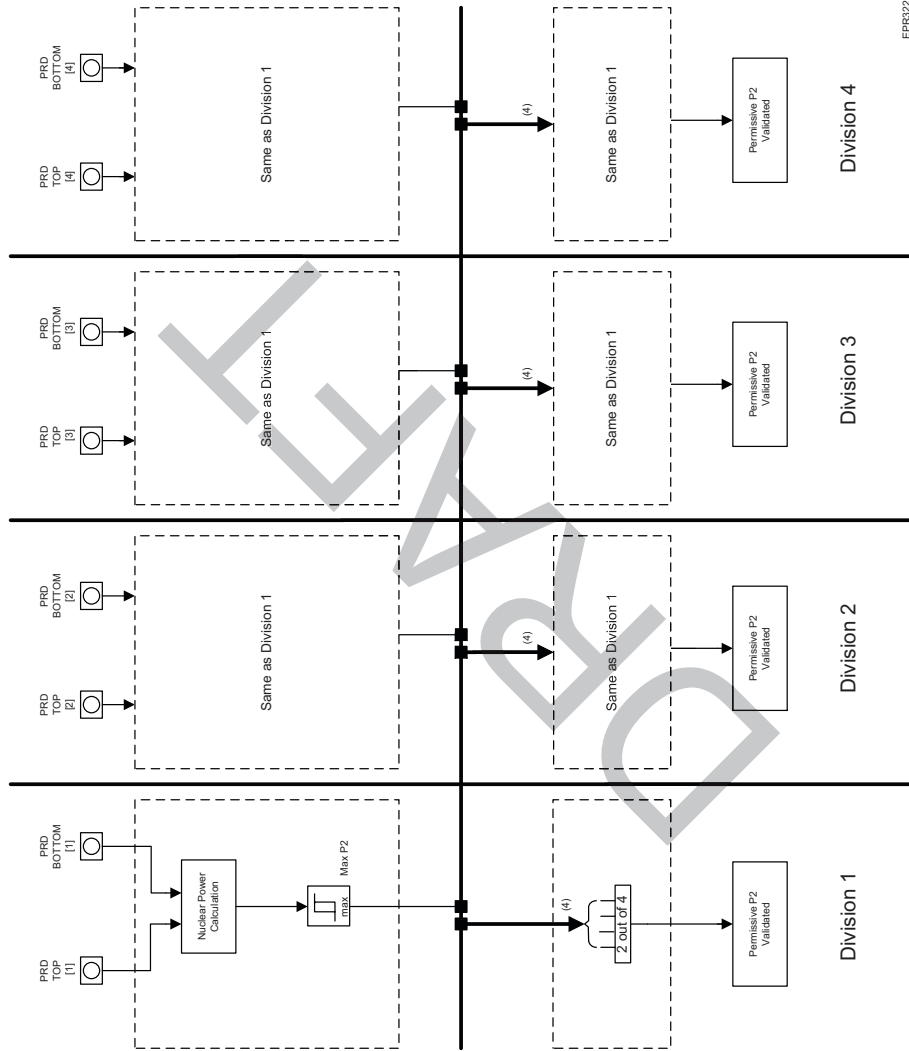 PRD
TOP
[1]
PRD
BOTTOM
[1]
Nuclear Power
Calculation
Max P2
max
(4)
2 out of 4
Permissive P2
Validated
Division 1
PRD
TOP
[2]
PRD
BOTTOM
[2]
Same as Division 1
(4)
Same as Division 1
Permissive P2
Validated
Division 2
PRD
TOP
[3]
PRD
BOTTOM
[3]
Same as Division 1
(4)
Same as Division 1
Permissive P2
Validated
Division 3
PRD
TOP
[4]
PRD
BOTTOM
[4]
Same as Division 1
(4)
Same as Division 1
Permissive P2
Validated
Division 4
DRAFT